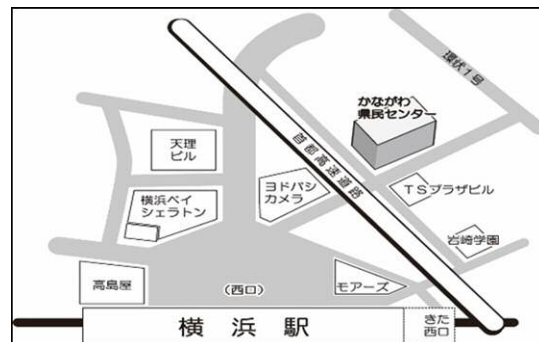 環状1号
かながわ
県民センター
天理
ビル
首都高速道路
ヨドバシ
カメラ
TSプラザビル
横浜ベイ
シェラトン
岩崎学園
高島屋
(西口)
モアーズ
横浜駅
きた
西口